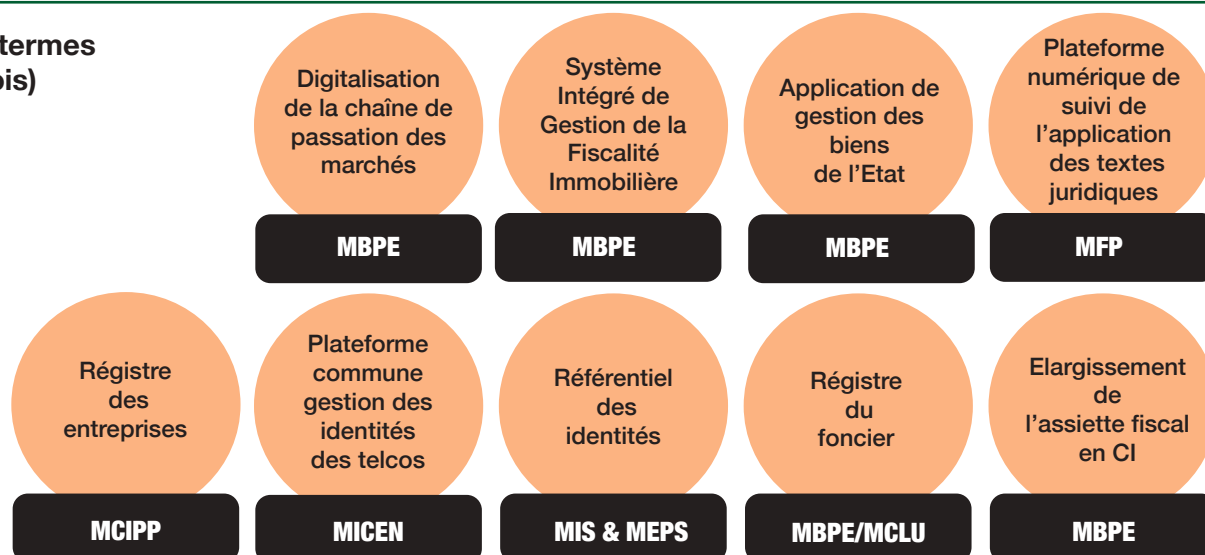 termes
Digitalisation
de la chaîne de
passation des
marchés
MBPE
Système
Intégré de
Gestion de la
Fiscalité
Immobilière
MBPE
Application de
gestion des
biens
de l'Etat
MBPE
Plateforme
numérique de
suivi de
l'application
des textes
juridiques
MFP
Régistre
des
entreprises
MCIPP
Plateforme
commune
gestion des
identités
des telcos
MICEN
Référentiel
des
identités
MIS & MEPS
Régistre
du
foncier
MBPE/MCLU
Elargissement
de
l'assiette fiscal
en CI
MBPE